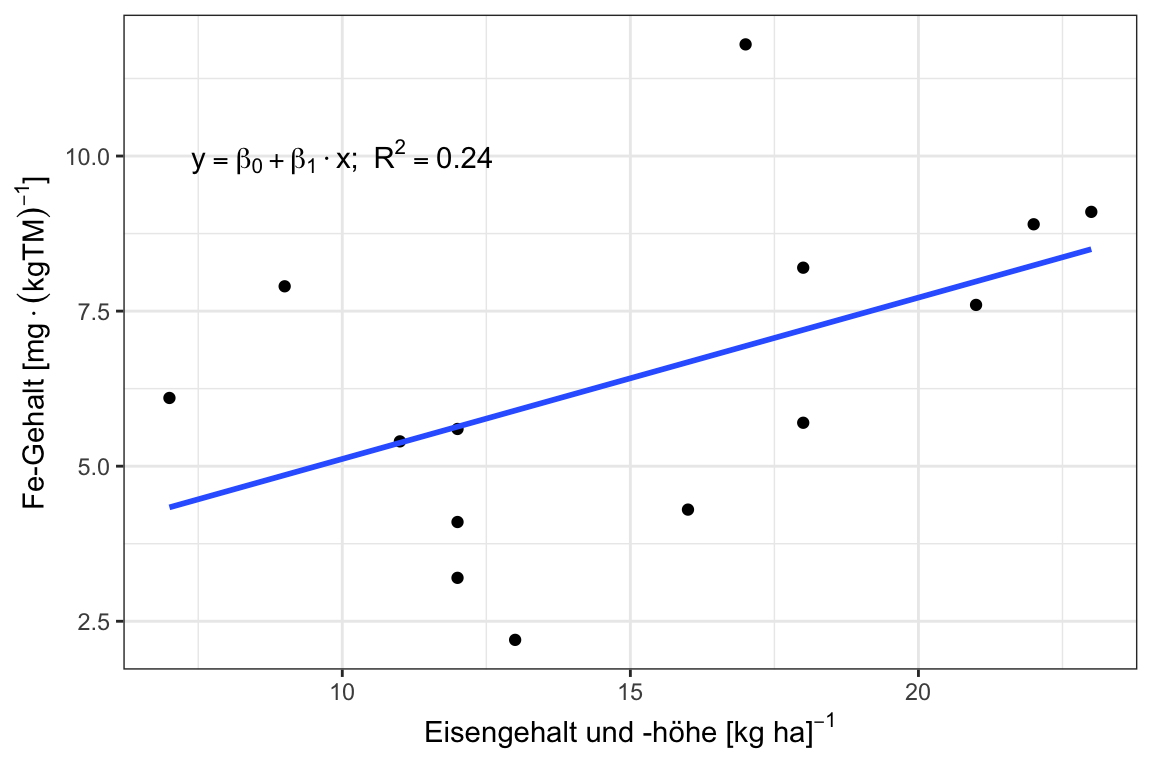 y = β₀ + β₁ · x;  R² = 0.24
Fe-Gehalt [mg · (kgTM)⁻¹]
10.0
7.5
5.0
2.5
10
15
20
Eisengehalt und -höhe [kg ha]⁻¹